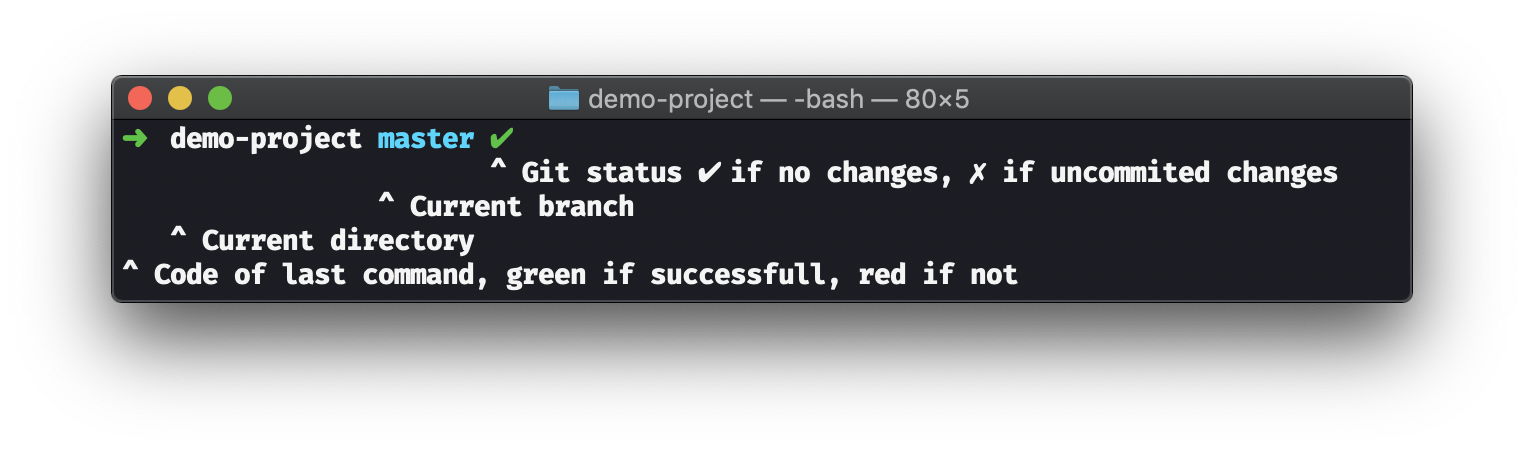 demo-project — -bash — 80×5
➜ demo-project master ✔
^ Git status ✔ if no changes, ✗ if uncommited changes
^ Current branch
^ Current directory
^ Code of last command, green if successfull, red if not